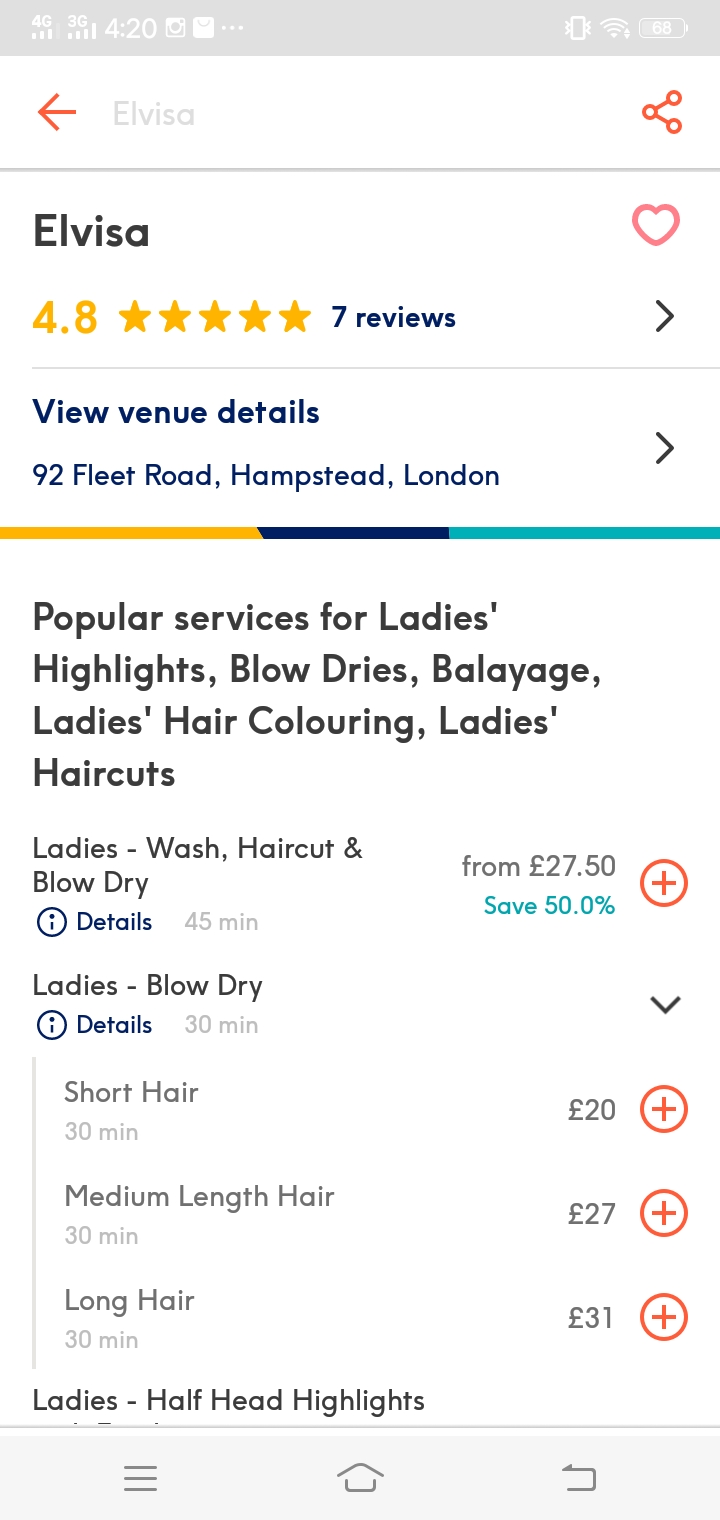 4G 3G 4:20 68
Elvisa
Elvisa
4.8 7 reviews
View venue details
92 Fleet Road, Hampstead, London
Popular services for Ladies'
Highlights, Blow Dries, Balayage,
Ladies' Hair Colouring, Ladies'
Haircuts
Ladies - Wash, Haircut &
Blow Dry
from £27.50
Save 50.0%
Details 45 min
Ladies - Blow Dry
Details 30 min
Short Hair
30 min
£20
Medium Length Hair
30 min
£27
Long Hair
30 min
£31
Ladies - Half Head Highlights